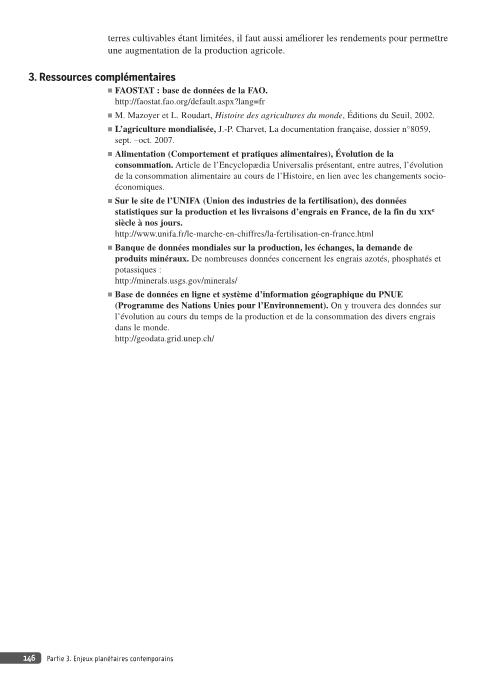 terres cultivables étant limitées, il faut aussi améliorer les rendements pour permettre
une augmentation de la production agricole.
3. Ressources complémentaires
■ FAOSTAT : base de données de la FAO.
http://faostat.fao.org/default.aspx?lang=fr
■ M. Mazoyer et L. Roudart, Histoire des agricultures du monde, Éditions du Seuil, 2002.
■ L'agriculture mondialisée, J.-P. Charvet, La documentation française, dossier n°8059,
sept. –oct. 2007.
■ Alimentation (Comportement et pratiques alimentaires), Évolution de la
consommation. Article de l'Encyclopædia Universalis présentant, entre autres, l'évolution
de la consommation alimentaire au cours de l'Histoire, en lien avec les changements socio-
économiques.
■ Sur le site de l'UNIFA (Union des industries de la fertilisation), des données
statistiques sur la production et les livraisons d'engrais en France, de la fin du XIXe
siècle à nos jours.
http://www.unifa.fr/le-marche-en-chiffres/la-fertilisation-en-france.html
■ Banque de données mondiales sur la production, les échanges, la demande de
produits minéraux. De nombreuses données concernent les engrais azotés, phosphatés et
potassiques :
http://minerals.usgs.gov/minerals/
■ Base de données en ligne et système d'information géographique du PNUE
(Programme des Nations Unies pour l'Environnement). On y trouvera des données sur
l'évolution au cours du temps de la production et de la consommation des divers engrais
dans le monde.
http://geodata.grid.unep.ch/
146 Partie 3. Enjeux planétaires contemporains